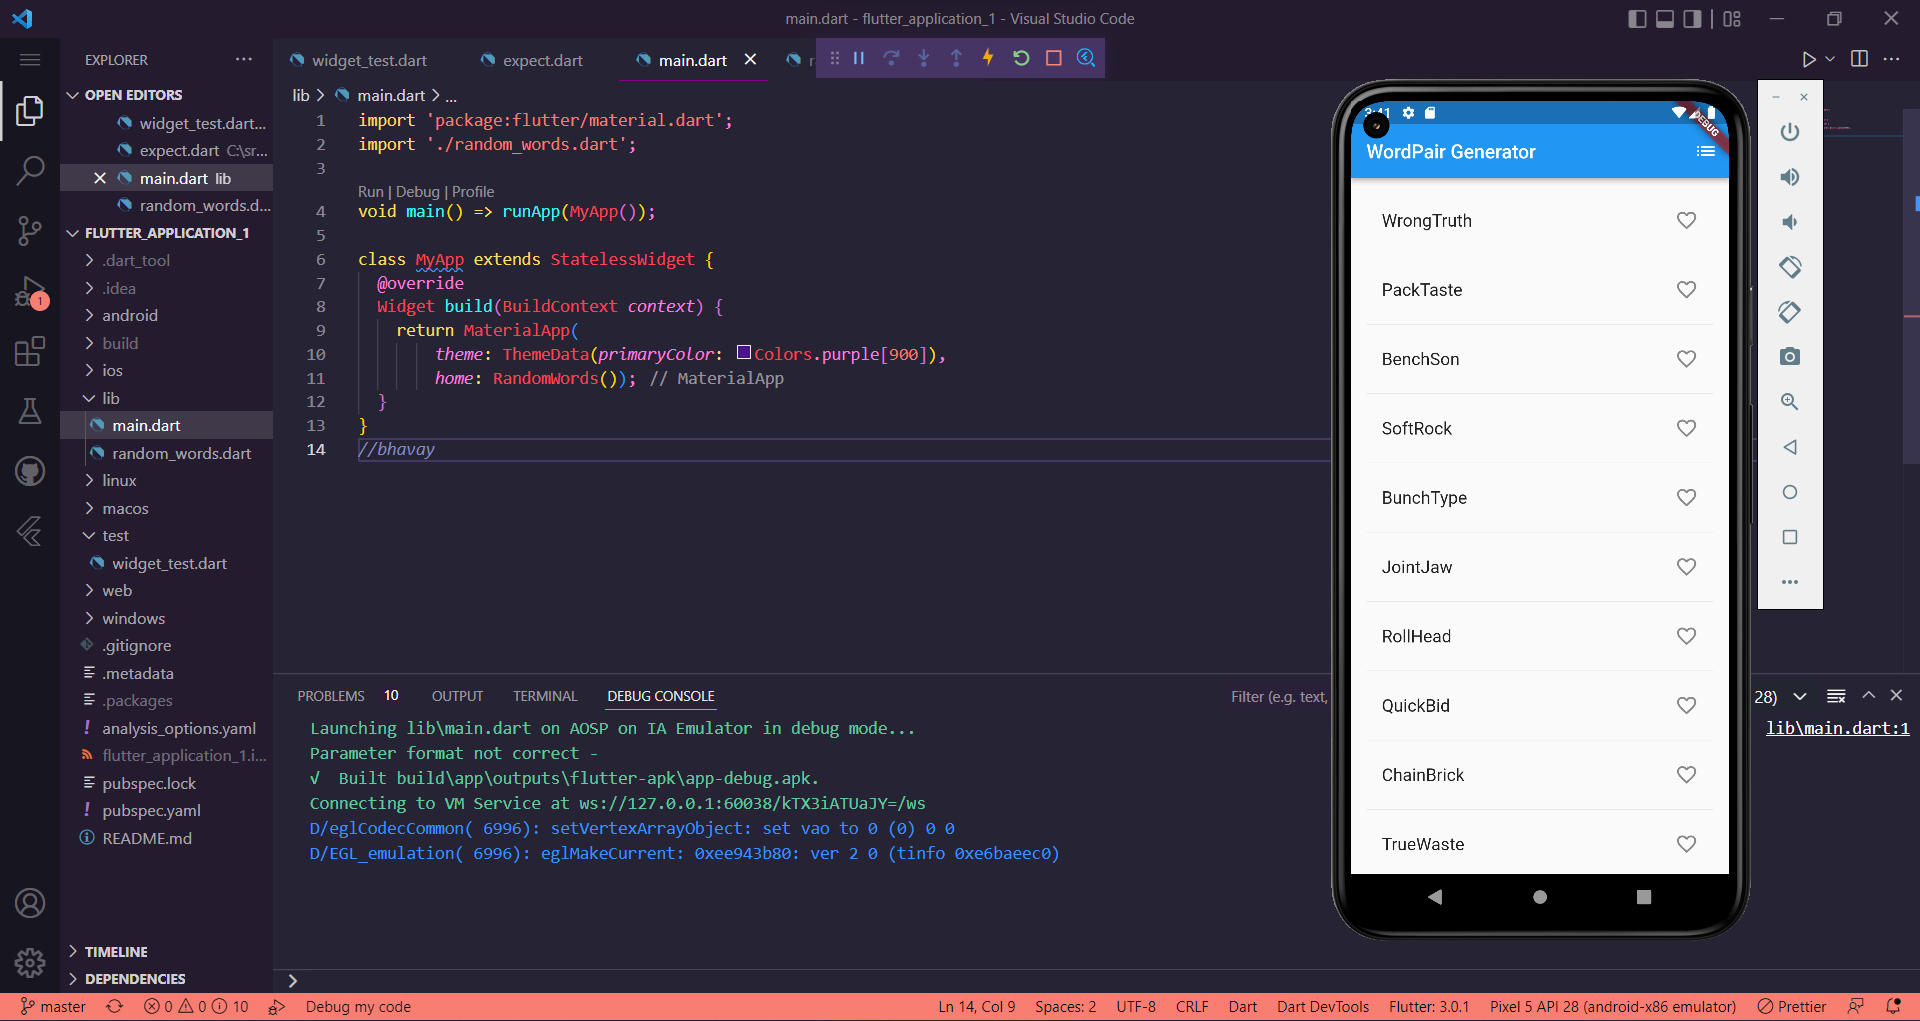 main.dart - flutter_application_1 - Visual Studio Code
EXPLORER
widget_test.dart
expect.dart
main.dart
OPEN EDITORS
widget_test.dart...
expect.dart C:\sr...
main.dart lib
random_words.d...
FLUTTER_APPLICATION_1
.dart_tool
.idea
android
build
ios
lib
main.dart
random_words.dart
linux
macos
test
widget_test.dart
web
windows
.gitignore
.metadata
.packages
analysis_options.yaml
flutter_application_1.i...
pubspec.lock
pubspec.yaml
README.md
TIMELINE
DEPENDENCIES
1
lib > main.dart > ...
1 import 'package:flutter/material.dart';
2 import './random_words.dart';
3
Run | Debug | Profile
4 void main() => runApp(MyApp());
5
6 class MyApp extends StatelessWidget {
7 @override
8 Widget build(BuildContext context) {
9 return MaterialApp(
10 theme: ThemeData(primaryColor: Colors.purple[900]),
11 home: RandomWords()); // MaterialApp
12 }
13 }
14 //bhavay
PROBLEMS 10 OUTPUT TERMINAL DEBUG CONSOLE
Filter (e.g. text,
28)
Launching lib\main.dart on AOSP on IA Emulator in debug mode...
lib\main.dart:1
Parameter format not correct -
√ Built build\app\outputs\flutter-apk\app-debug.apk.
Connecting to VM Service at ws://127.0.0.1:60038/kTX3iATUaJY=/ws
D/eglCodecCommon( 6996): setVertexArrayObject: set vao to 0 (0) 0 0
D/EGL_emulation( 6996): eglMakeCurrent: 0xee943b80: ver 2 0 (tinfo 0xe6baeec0)
DEBUG
WordPair Generator
WrongTruth
PackTaste
BenchSon
SoftRock
BunchType
JointJaw
RollHead
QuickBid
ChainBrick
TrueWaste
master 0 0 10 Debug my code Ln 14, Col 9 Spaces: 2 UTF-8 CRLF Dart Dart DevTools Flutter: 3.0.1 Pixel 5 API 28 (android-x86 emulator) Prettier